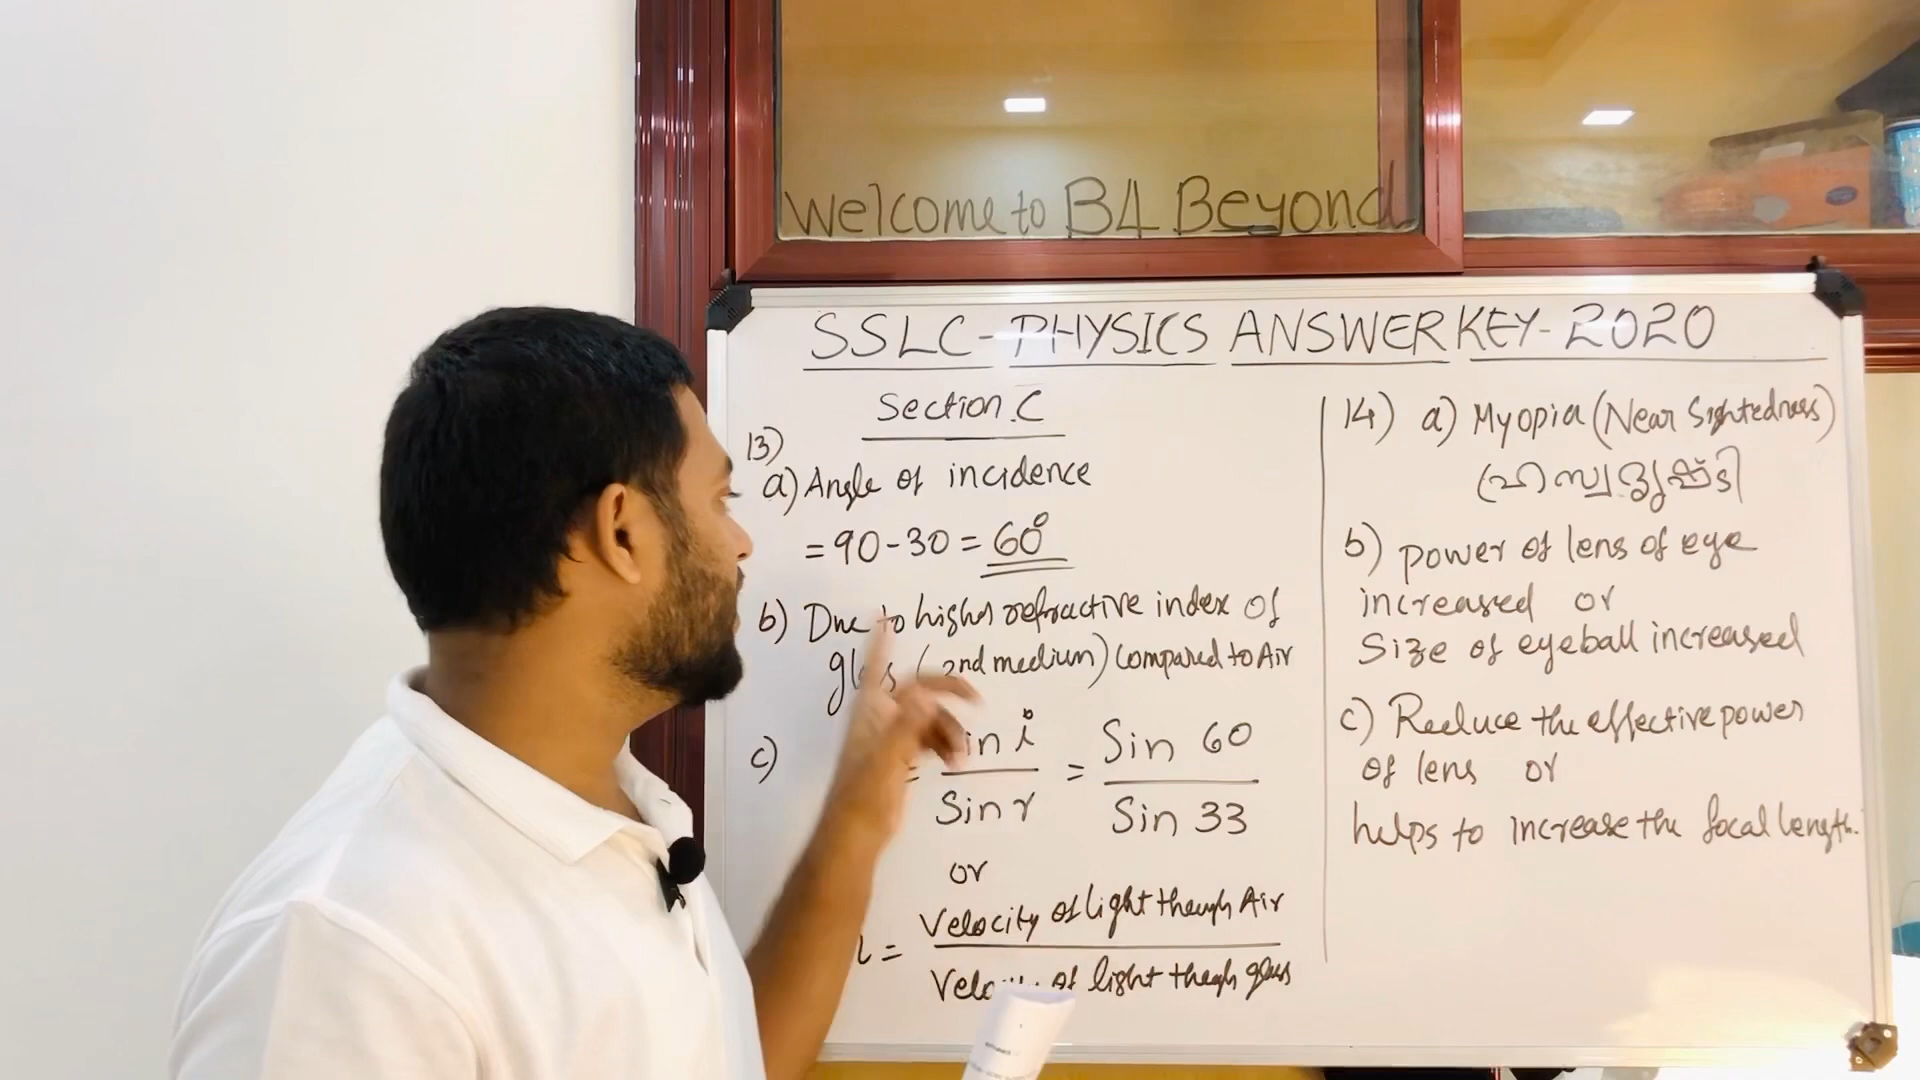 Welcome to B4 Beyond
SSLC - PHYSICS ANSWER KEY - 2020
Section C
13)
a) Angle of incidence
= 90 - 30 = 60°
b) Due to higher refractive index of
glass (2nd medium) Compared to Air
c) = Sin i / Sin r = Sin 60 / Sin 33
or
= Velocity of light though Air
Velocity of light though glass
14) a) Myopia (Near Sightedness)
(ഹ്രസ്വദൃഷ്ടി)
b) power of lens of eye
increased or
Size of eyeball increased
c) Reduce the effective power
of lens or
helps to increase the focal length.